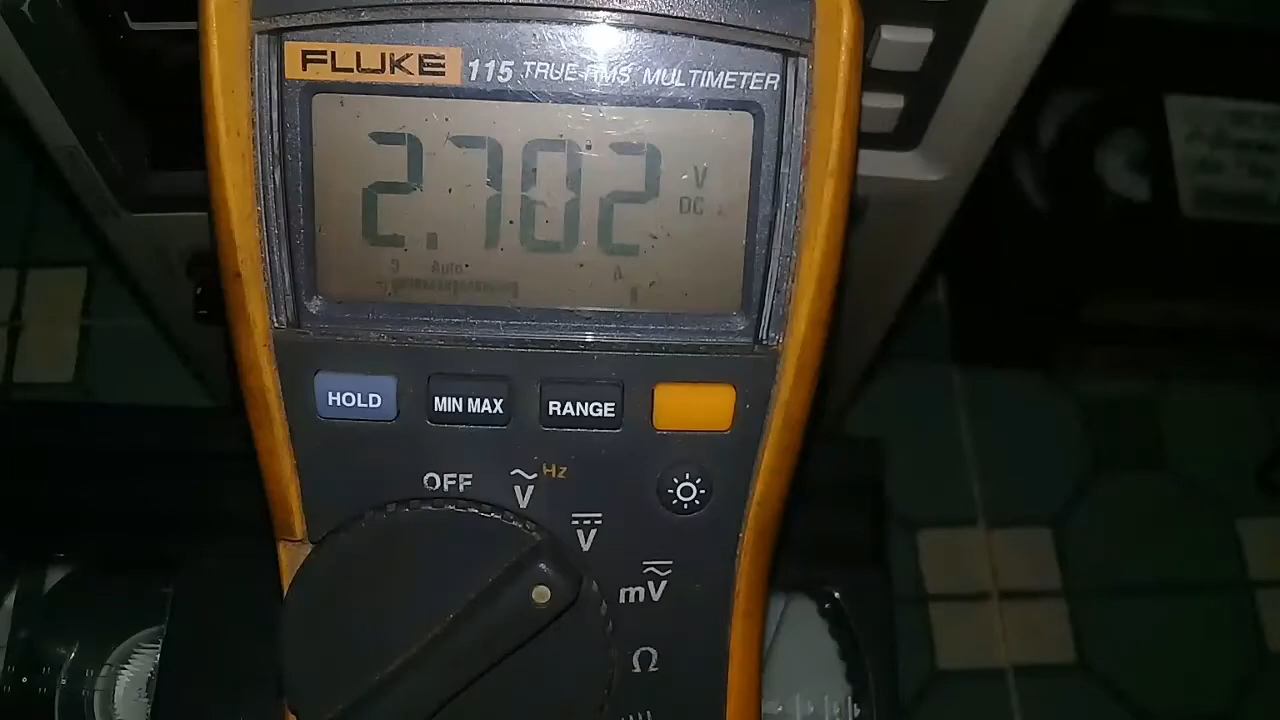 FLUKE 115 TRUE-RMS MULTIMETER
2.702 V
DC
Auto
HOLD MIN MAX RANGE
OFF V Hz
V
mV
Ω